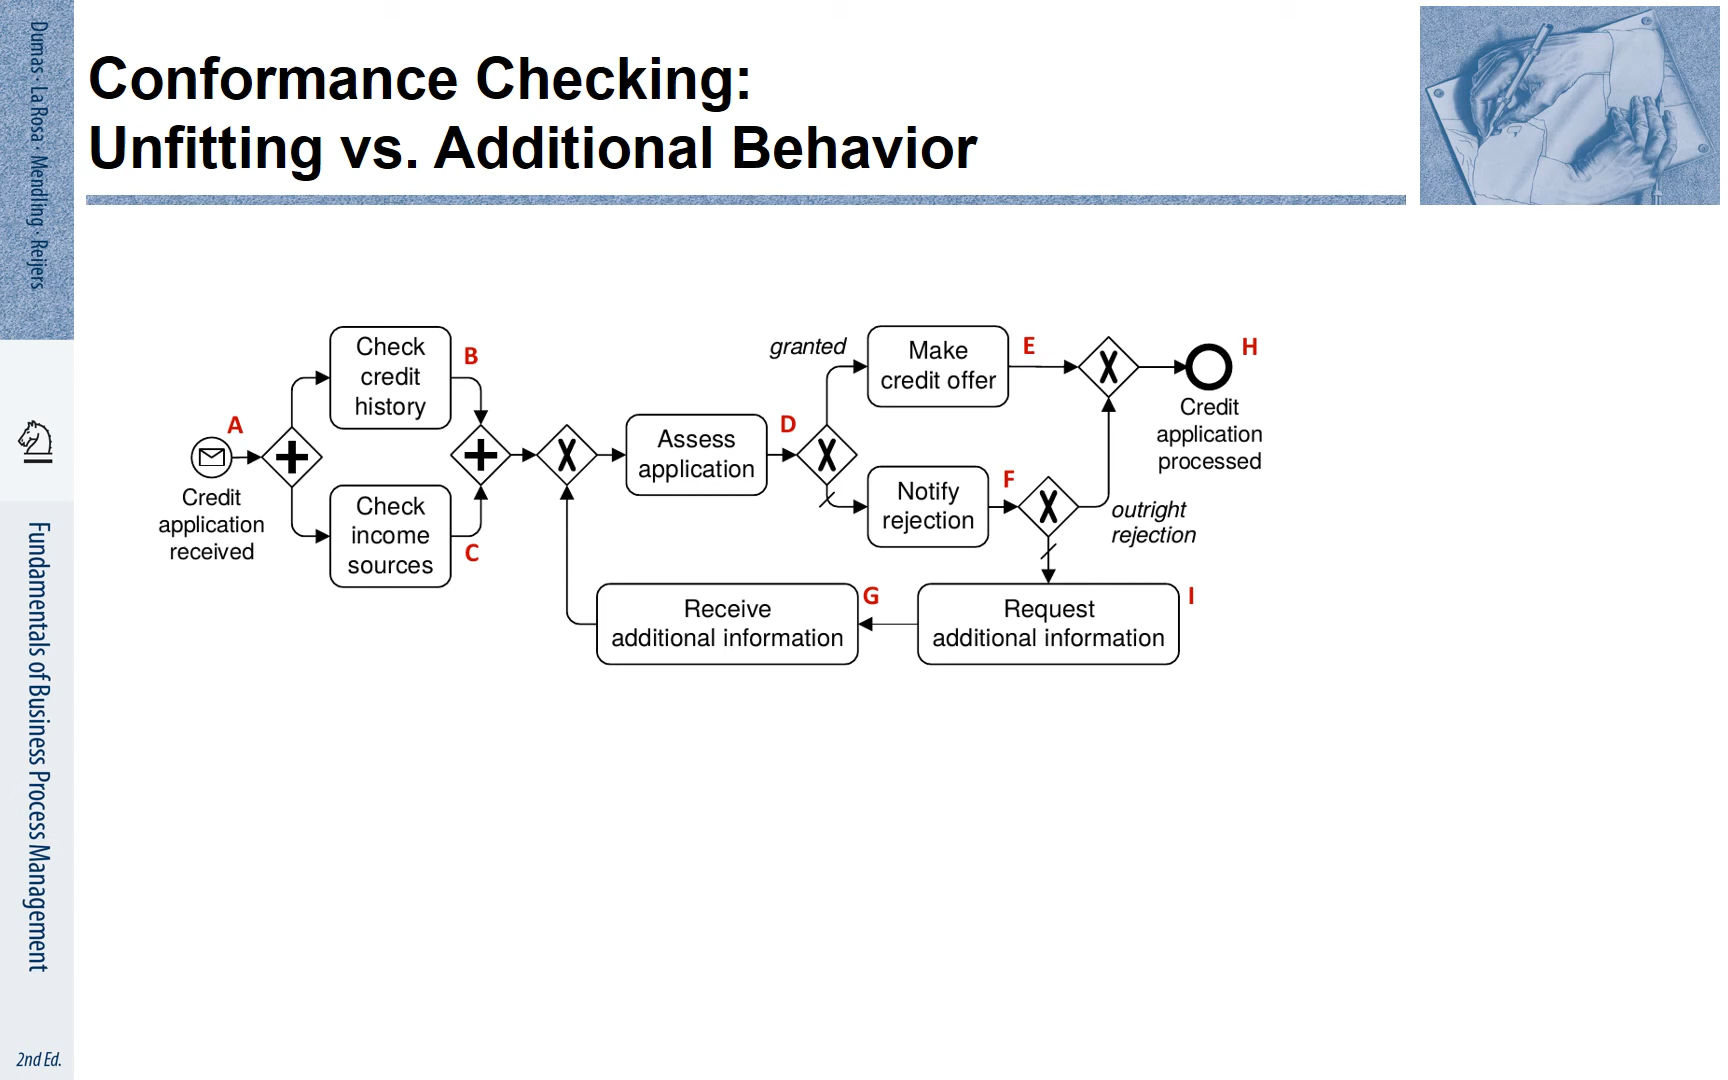 Dumas · La Rosa · Mendling · Reijers
Fundamentals of Business Process Management
2nd Ed.
Conformance Checking:
Unfitting vs. Additional Behavior
A
Credit
application
received
Check
credit
history
B
Check
income
sources
C
Assess
application
D
granted
Make
credit offer
E
Notify
rejection
F
outright
rejection
H
Credit
application
processed
Receive
additional information
G
Request
additional information
I